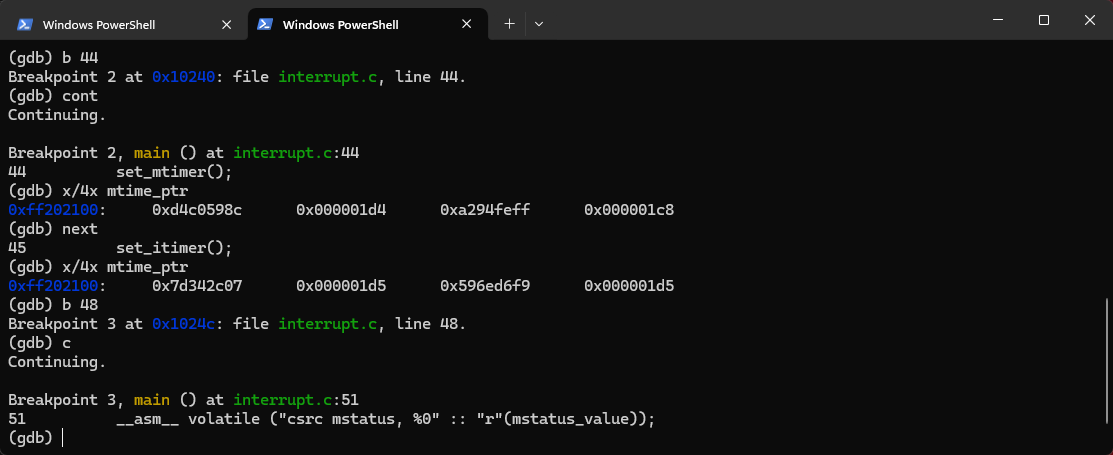 Windows PowerShell
Windows PowerShell
(gdb) b 44
Breakpoint 2 at 0x10240: file interrupt.c, line 44.
(gdb) cont
Continuing.
Breakpoint 2, main () at interrupt.c:44
44          set_mtimer();
(gdb) x/4x mtime_ptr
0xff202100:     0xd4c0598c      0x000001d4      0xa294feff      0x000001c8
(gdb) next
45          set_itimer();
(gdb) x/4x mtime_ptr
0xff202100:     0x7d342c07      0x000001d5      0x596ed6f9      0x000001d5
(gdb) b 48
Breakpoint 3 at 0x1024c: file interrupt.c, line 48.
(gdb) c
Continuing.
Breakpoint 3, main () at interrupt.c:51
51          __asm__ volatile ("csrc mstatus, %0" :: "r"(mstatus_value));
(gdb)